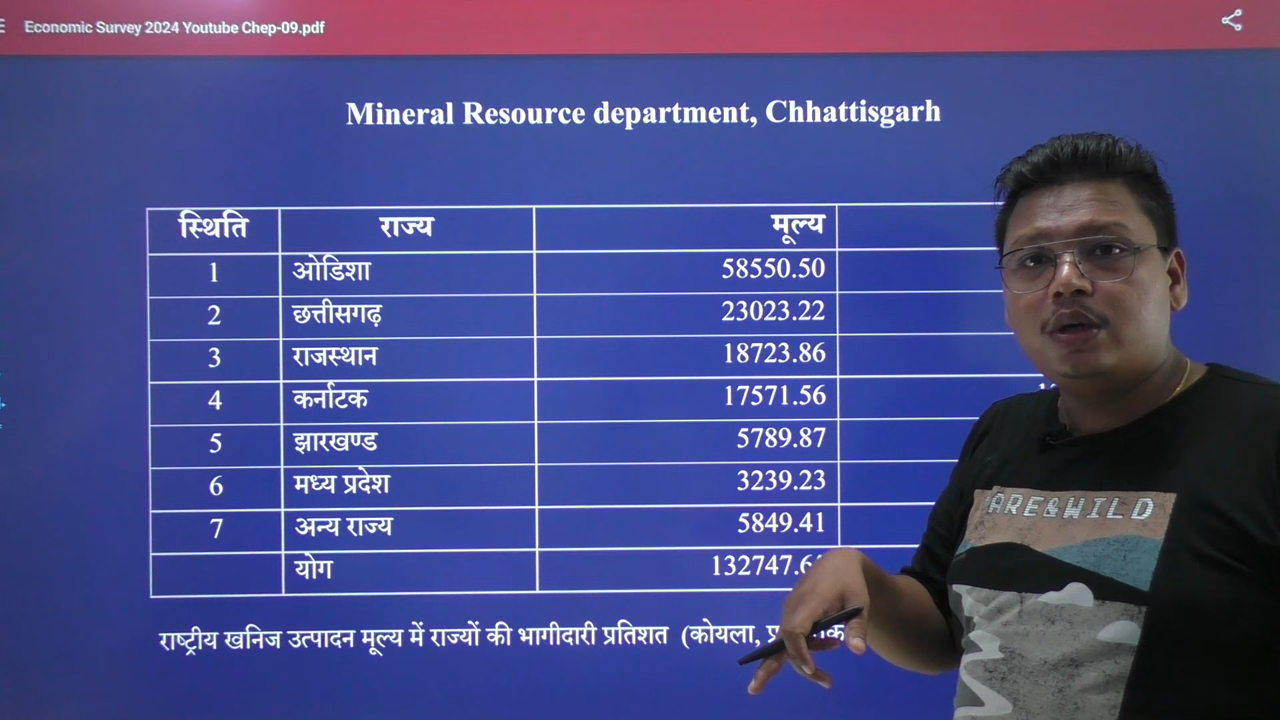 Economic Survey 2024 Youtube Chep-09.pdf
Mineral Resource department, Chhattisgarh
स्थिति राज्य मूल्य
1 ओडिशा 58550.50
2 छत्तीसगढ़ 23023.22
3 राजस्थान 18723.86
4 कर्नाटक 17571.56
5 झारखण्ड 5789.87
6 मध्य प्रदेश 3239.23
7 अन्य राज्य 5849.41
योग
राष्ट्रीय खनिज उत्पादन मूल्य में राज्यों की भागीदारी प्रतिशत (कोयला,
ARE&WILD